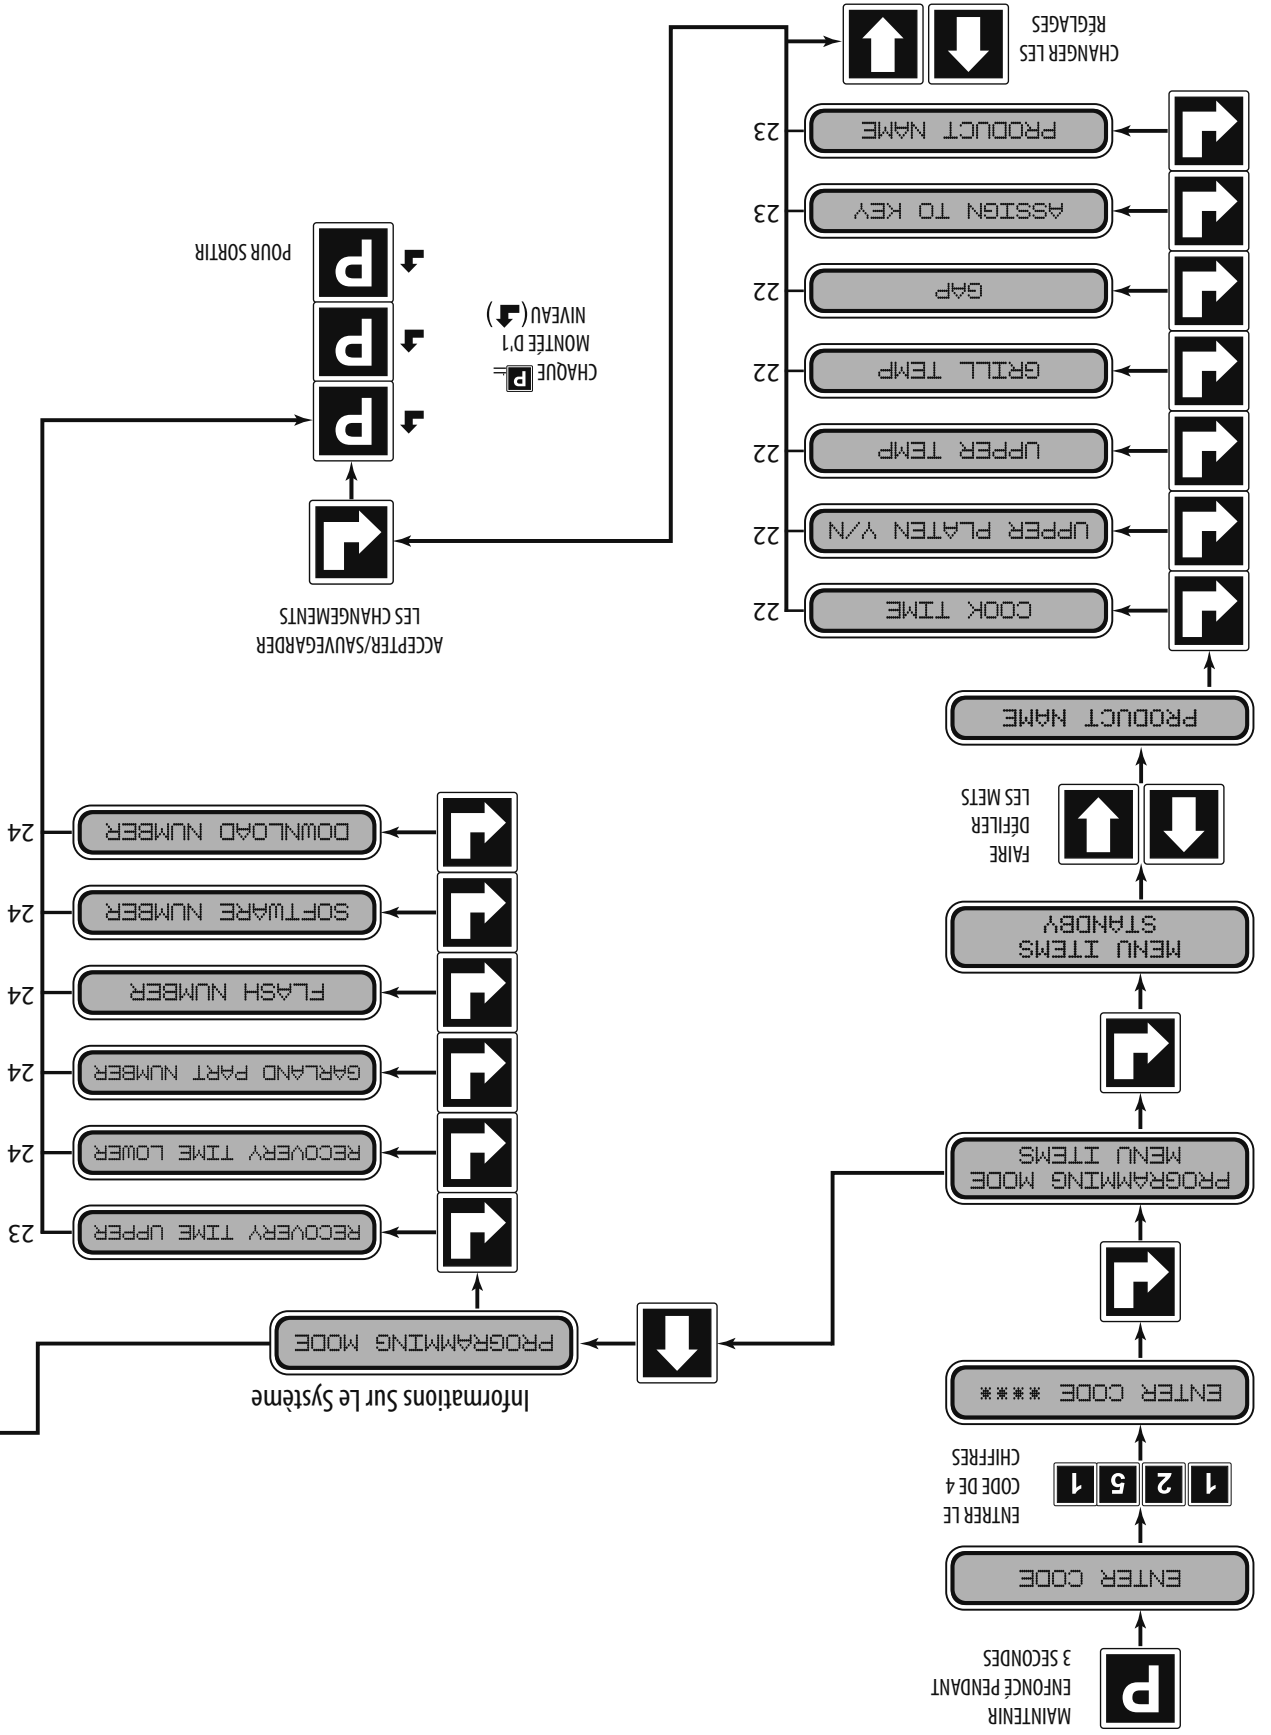 P
MAINTENIR
ENFONCÉ PENDANT
3 SECONDES
ENTER CODE
1 2 5 1
ENTRER LE
CODE DE 4
CHIFFRES
ENTER CODE ****
PROGRAMMING MODE
MENU ITEMS
MENU ITEMS
STANDBY
FAIRE
DÉFILER
LES METS
PRODUCT NAME
COOK TIME 22
UPPER PLATEN Y/N 22
UPPER TEMP 22
GRILL TEMP 22
GAP 22
ASSIGN TO KEY 23
PRODUCT NAME 23
CHANGER LES
RÉGLAGES
Informations Sur Le Système
PROGRAMMING MODE
RECOVERY TIME UPPER 23
RECOVERY TIME LOWER 24
GARLAND PART NUMBER 24
FLASH NUMBER 24
SOFTWARE NUMBER 24
DOWNLOAD NUMBER 24
ACCEPTER/SAUVEGARDER
LES CHANGEMENTS
P
P
P
CHAQUE P =
MONTÉE D'1
NIVEAU ( )
POUR SORTIR